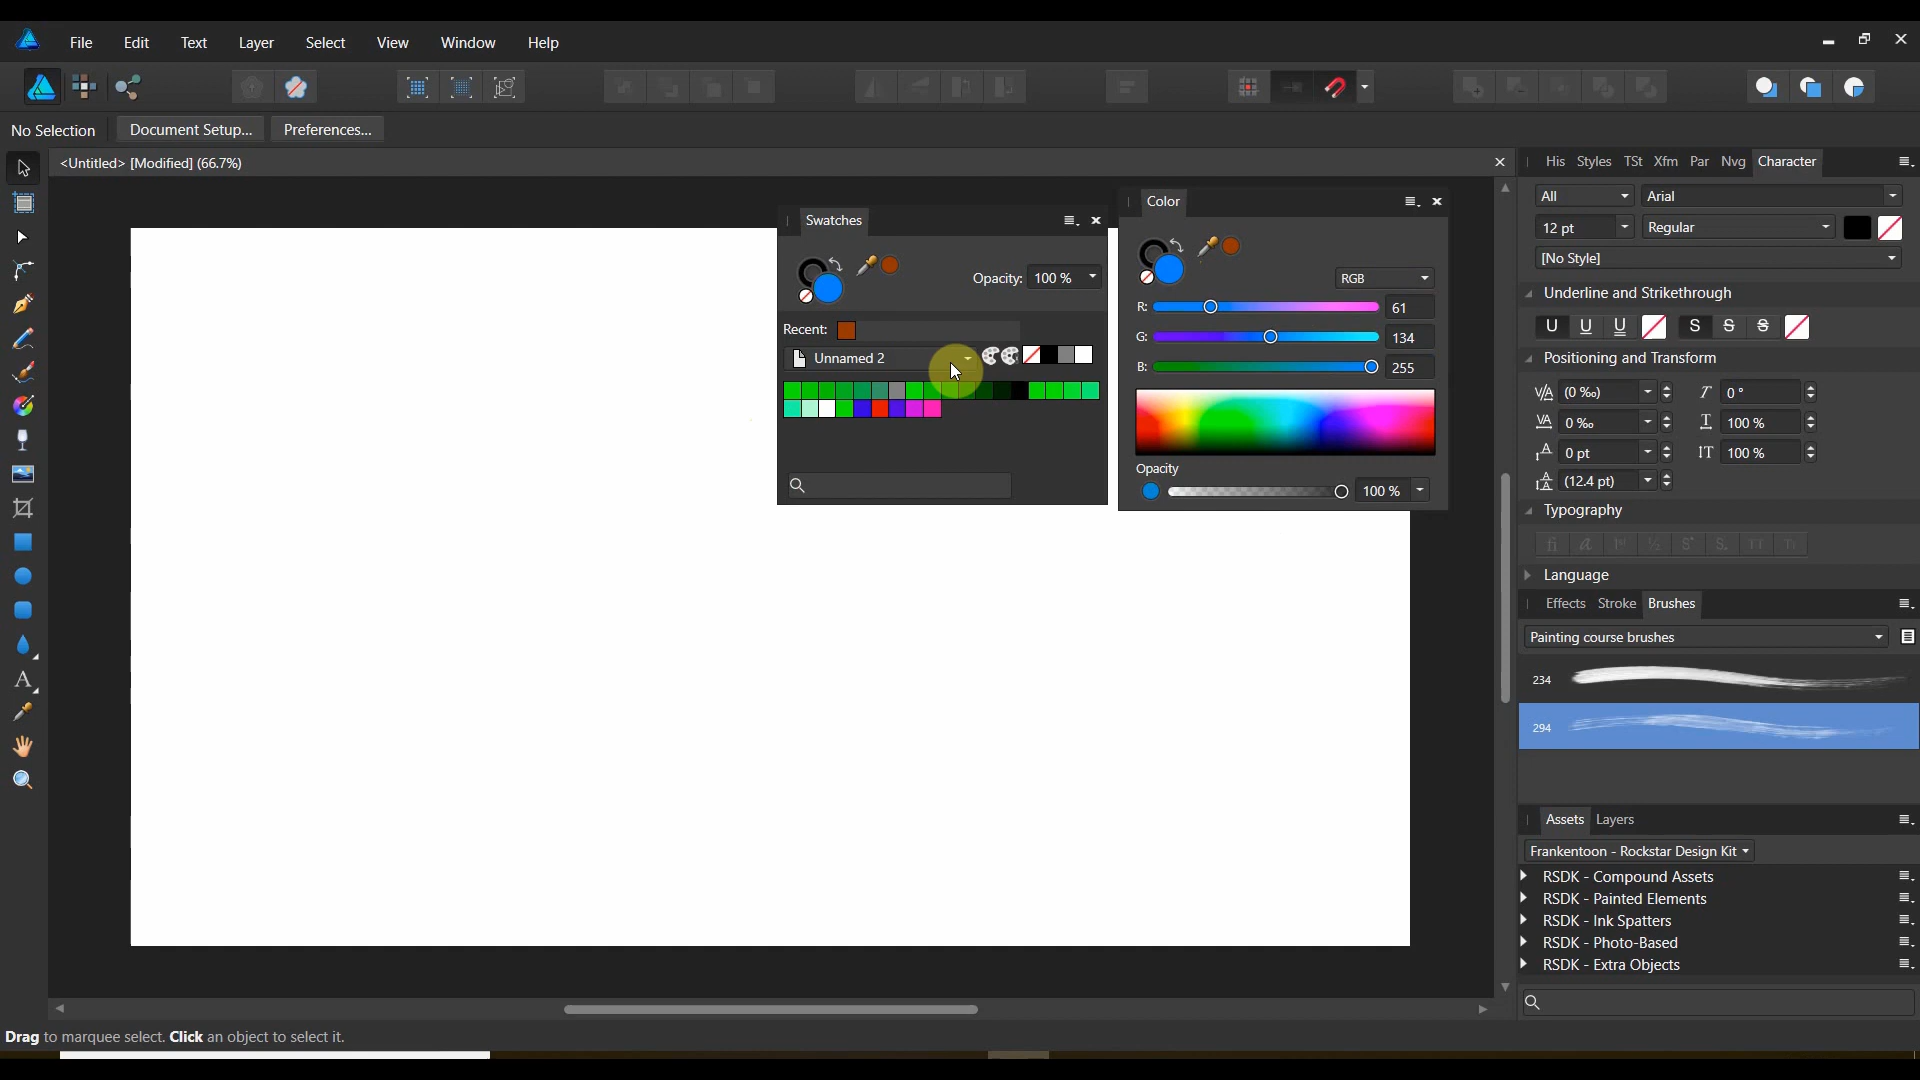 File Edit Text Layer Select View Window Help
No Selection Document Setup... Preferences...
<Untitled> [Modified] (66.7%)
His Styles TSt Xfm Par Nvg Character
All Arial
12 pt Regular
[No Style]
Underline and Strikethrough
U U U S S S
Positioning and Transform
(0 ‰) 0 °
0 ‰ 100 %
0 pt 100 %
(12.4 pt)
Typography
Language
Swatches
Opacity: 100 %
Recent:
Unnamed 2
Color
RGB
R: 61
G: 134
B: 255
Opacity
100 %
Effects Stroke Brushes
Painting course brushes
234
294
Assets Layers
Frankentoon - Rockstar Design Kit
RSDK - Compound Assets
RSDK - Painted Elements
RSDK - Ink Spatters
RSDK - Photo-Based
RSDK - Extra Objects
Drag to marquee select. Click an object to select it.